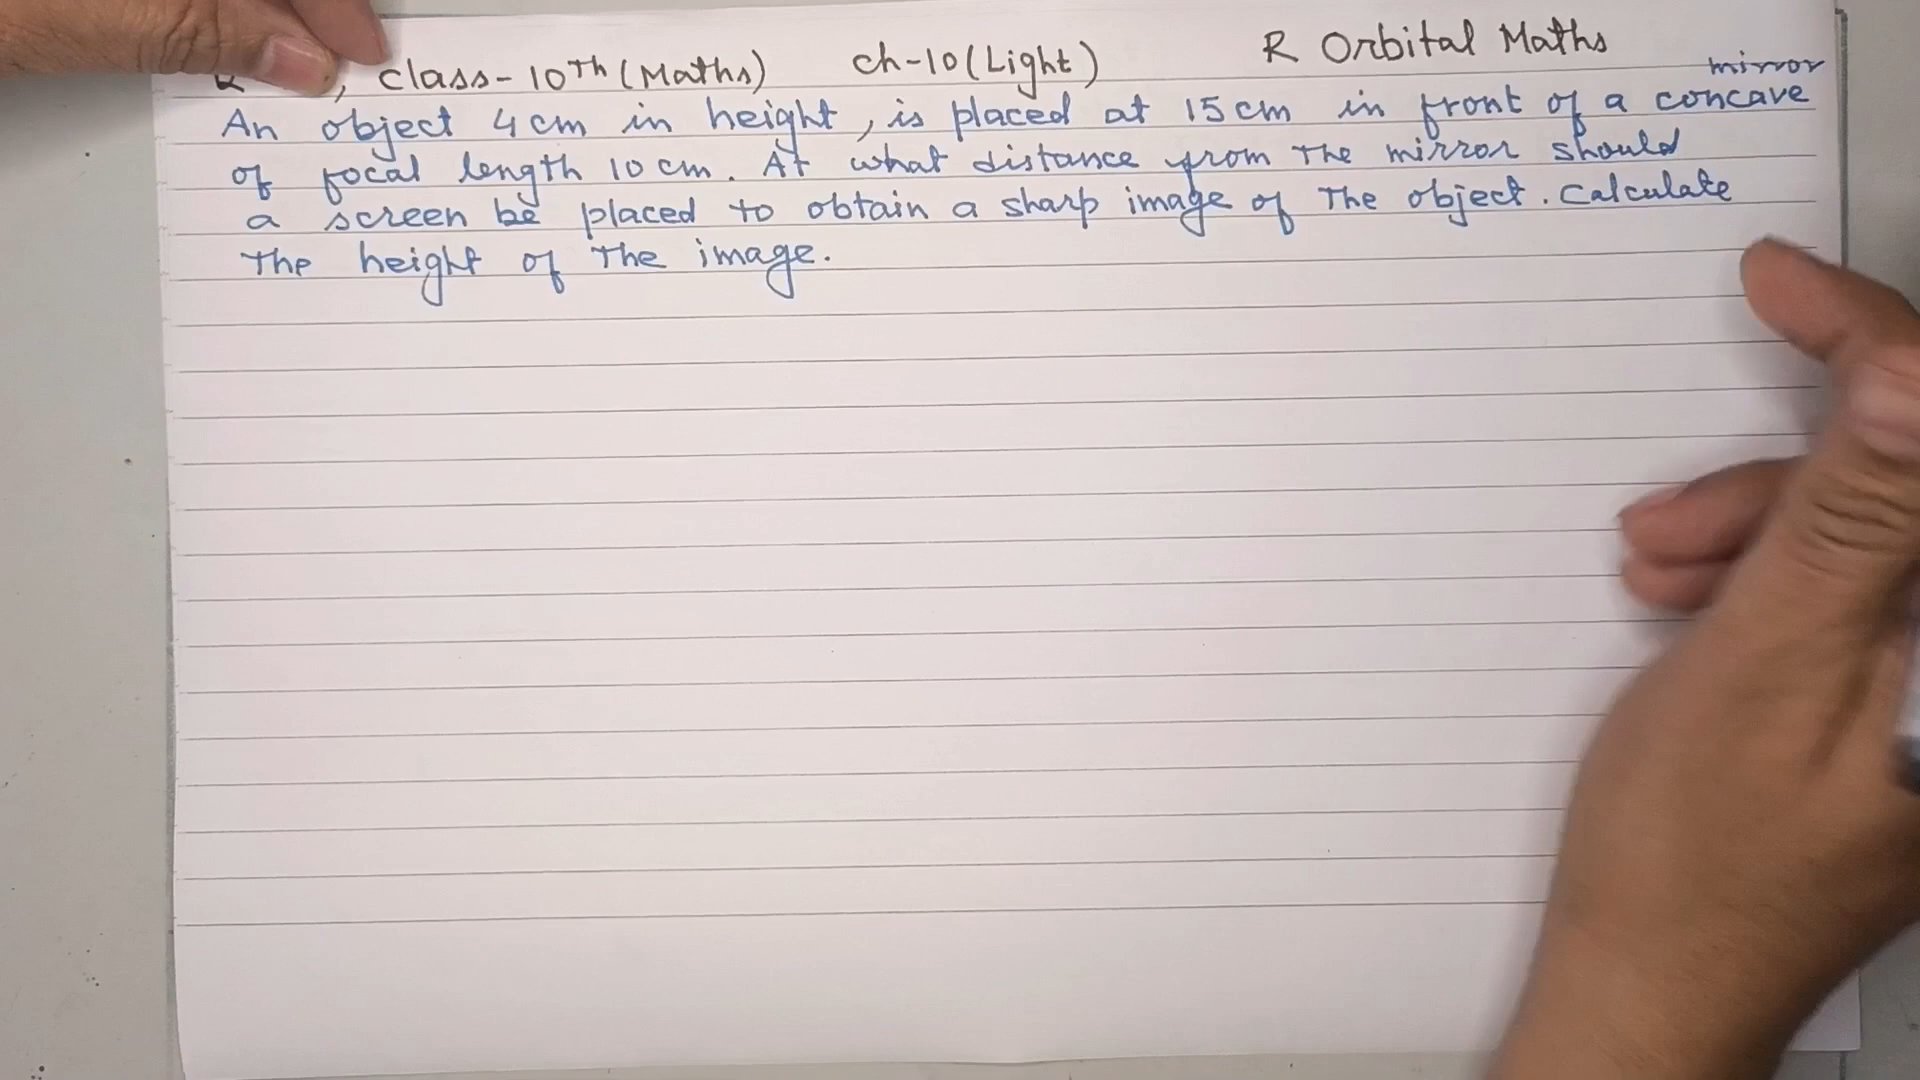 , class-10Th (Maths) ch-10 (Light) R Orbital Maths
mirror
An object 4 cm in height, is placed at 15 cm in front of a concave
of focal length 10 cm. At what distance from The mirror should
a screen be placed to obtain a sharp image of The object. Calculate
The height of The image.